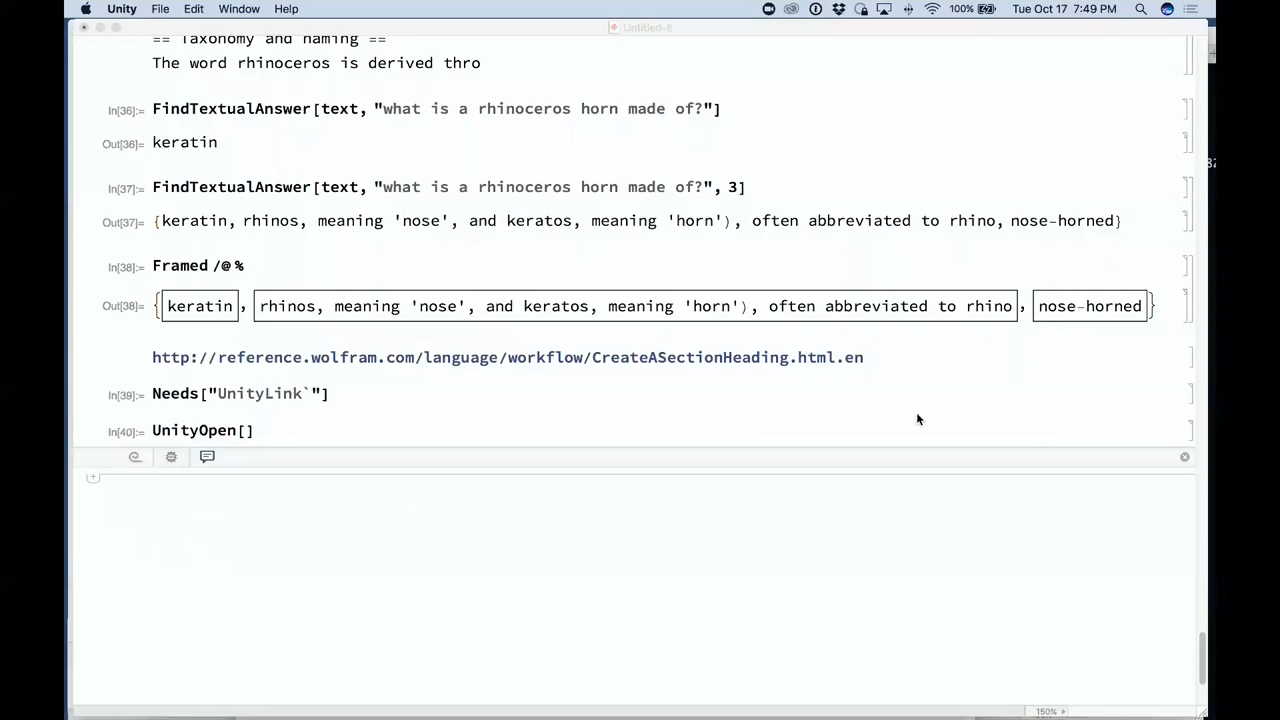 Unity File Edit Window Help 100% Tue Oct 17 7:49 PM
Untitled-6
== Taxonomy and naming ==
The word rhinoceros is derived thro
In[36]:= FindTextualAnswer[text, "what is a rhinoceros horn made of?"]
Out[36]= keratin
In[37]:= FindTextualAnswer[text, "what is a rhinoceros horn made of?", 3]
Out[37]= {keratin, rhinos, meaning 'nose', and keratos, meaning 'horn'), often abbreviated to rhino, nose-horned}
In[38]:= Framed /@ %
Out[38]= {keratin, rhinos, meaning 'nose', and keratos, meaning 'horn'), often abbreviated to rhino, nose-horned}
http://reference.wolfram.com/language/workflow/CreateASectionHeading.html.en
In[39]:= Needs["UnityLink`"]
In[40]:= UnityOpen[]
150%